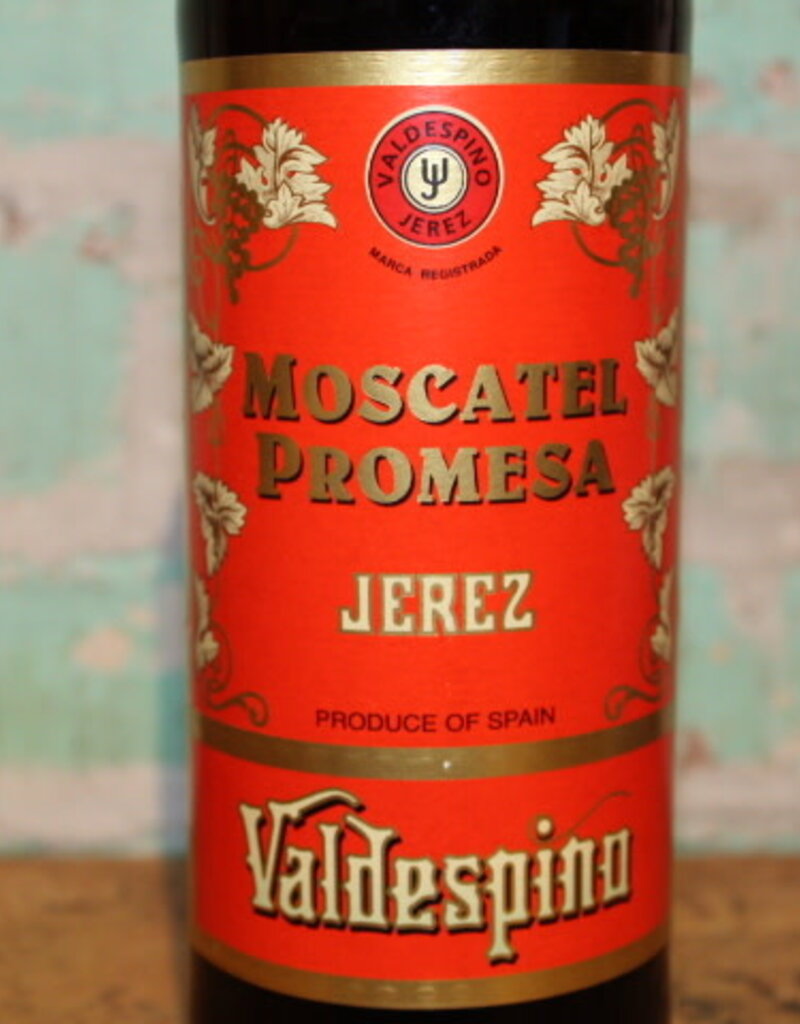 VALDESPINO
JEREZ
MARCA REGISTRADA
MOSCATEL
PROMESA
JEREZ
PRODUCE OF SPAIN
Valdespino